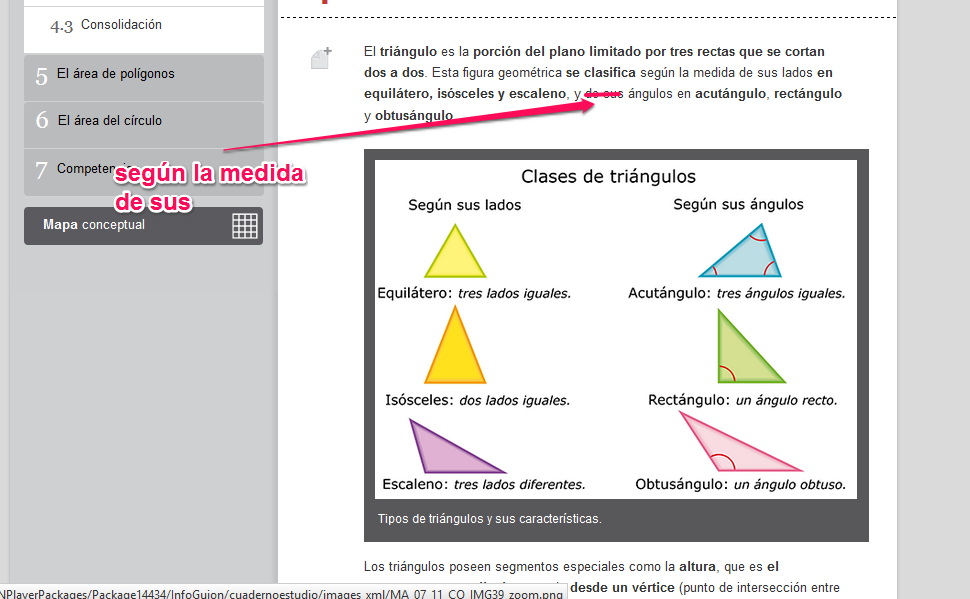 4.3 Consolidación
5 El área de polígonos
6 El área del círculo
7 Competencias
según la medida
de sus
Mapa conceptual
El triángulo es la porción del plano limitado por tres rectas que se cortan
dos a dos. Esta figura geométrica se clasifica según la medida de sus lados en
equilátero, isósceles y escaleno, y de sus ángulos en acutángulo, rectángulo
y obtusángulo.
Clases de triángulos
Según sus lados
Según sus ángulos
Equilátero: tres lados iguales.
Acutángulo: tres ángulos iguales.
Isósceles: dos lados iguales.
Rectángulo: un ángulo recto.
Escaleno: tres lados diferentes.
Obtusángulo: un ángulo obtuso.
Tipos de triángulos y sus características.
Los triángulos poseen segmentos especiales como la altura, que es el
desde un vértice (punto de intersección entre
NPlayerPackages/Package14434/InfoGuion/cuadernoestudio/images_xml/MA_07_11_CO_IMG39_zoom.png